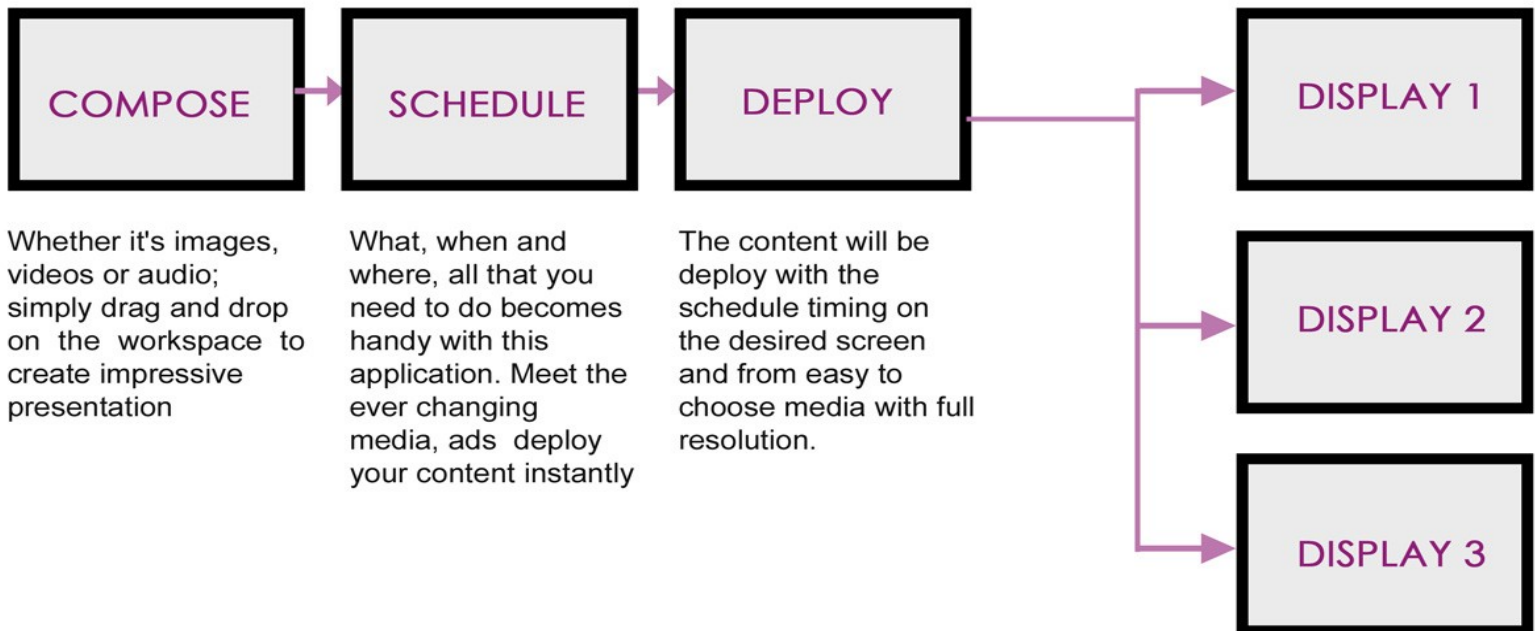 COMPOSE
SCHEDULE
DEPLOY
DISPLAY 1
DISPLAY 2
DISPLAY 3
Whether it's images,
videos or audio;
simply drag and drop
on the workspace to
create impressive
presentation
What, when and
where, all that you
need to do becomes
handy with this
application. Meet the
ever changing
media, ads deploy
your content instantly
The content will be
deploy with the
schedule timing on
the desired screen
and from easy to
choose media with full
resolution.